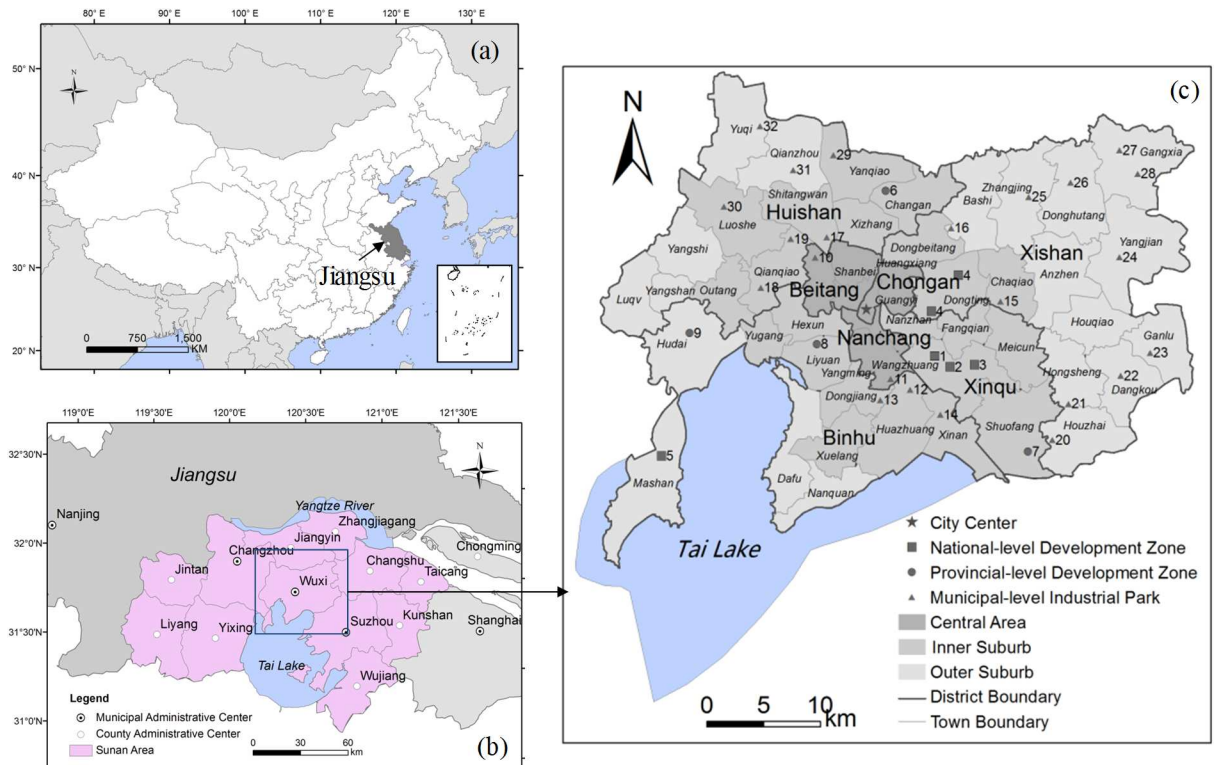 80° E
90° E
100° E
110° E
120° E
130° E
(a)
50° N
40° N
30° N
20° N
N
Jiangsu
0
750
1,500
KM
119°0'E
119°30'E
120°0'E
120°30'E
121°0'E
121°30'E
32°30'N
32°0'N
31°30'N
31°0'N
N
Jiangsu
Yangtze River
Nanjing
Zhangjiagang
Jiangyin
Chongming
Changzhou
Changshu
Jintan
Taicang
Wuxi
Kunshan
Shanghai
Liyang
Yixing
Suzhou
Tai Lake
Wujiang
Legend
Municipal Administrative Center
County Administrative Center
Sunan Area
0
30
60
km
(b)
(c)
N
Yuqi
32
Qianzhou
29
27
Gangxia
31
Yanqiao
Zhangjing
26
28
Shitangwan
6
Changan
Bashi
25
30
Huishan
Donghutang
Luoshe
Xizhang
16
19
17
Dongbeitang
Xishan
Yangjian
Yangshi
10
Huangxiang
24
Qianqiao
Shanbei
Chongan
4
Chaqiao
Anzhen
Luqv
Yangshan
Outang
18
Beitang
Guangyi
Dongting
15
Nanzhan
4
Houqiao
Hudai
9
Yugang
Hexun
Nanchang
Fangqian
Ganlu
8
Liyuan
1
Meicun
23
Yangming
Wangzhuang
2
3
Hongsheng
22
11
Xinqu
Dangkou
Dongjiang
12
13
21
14
Shuofang
Houzhai
Binhu
Huazhuang
Xinan
20
Xuelang
7
5
Mashan
Dafu
Nanquan
Tai Lake
City Center
National-level Development Zone
Provincial-level Development Zone
Municipal-level Industrial Park
Central Area
Inner Suburb
Outer Suburb
District Boundary
Town Boundary
0
5
10
km